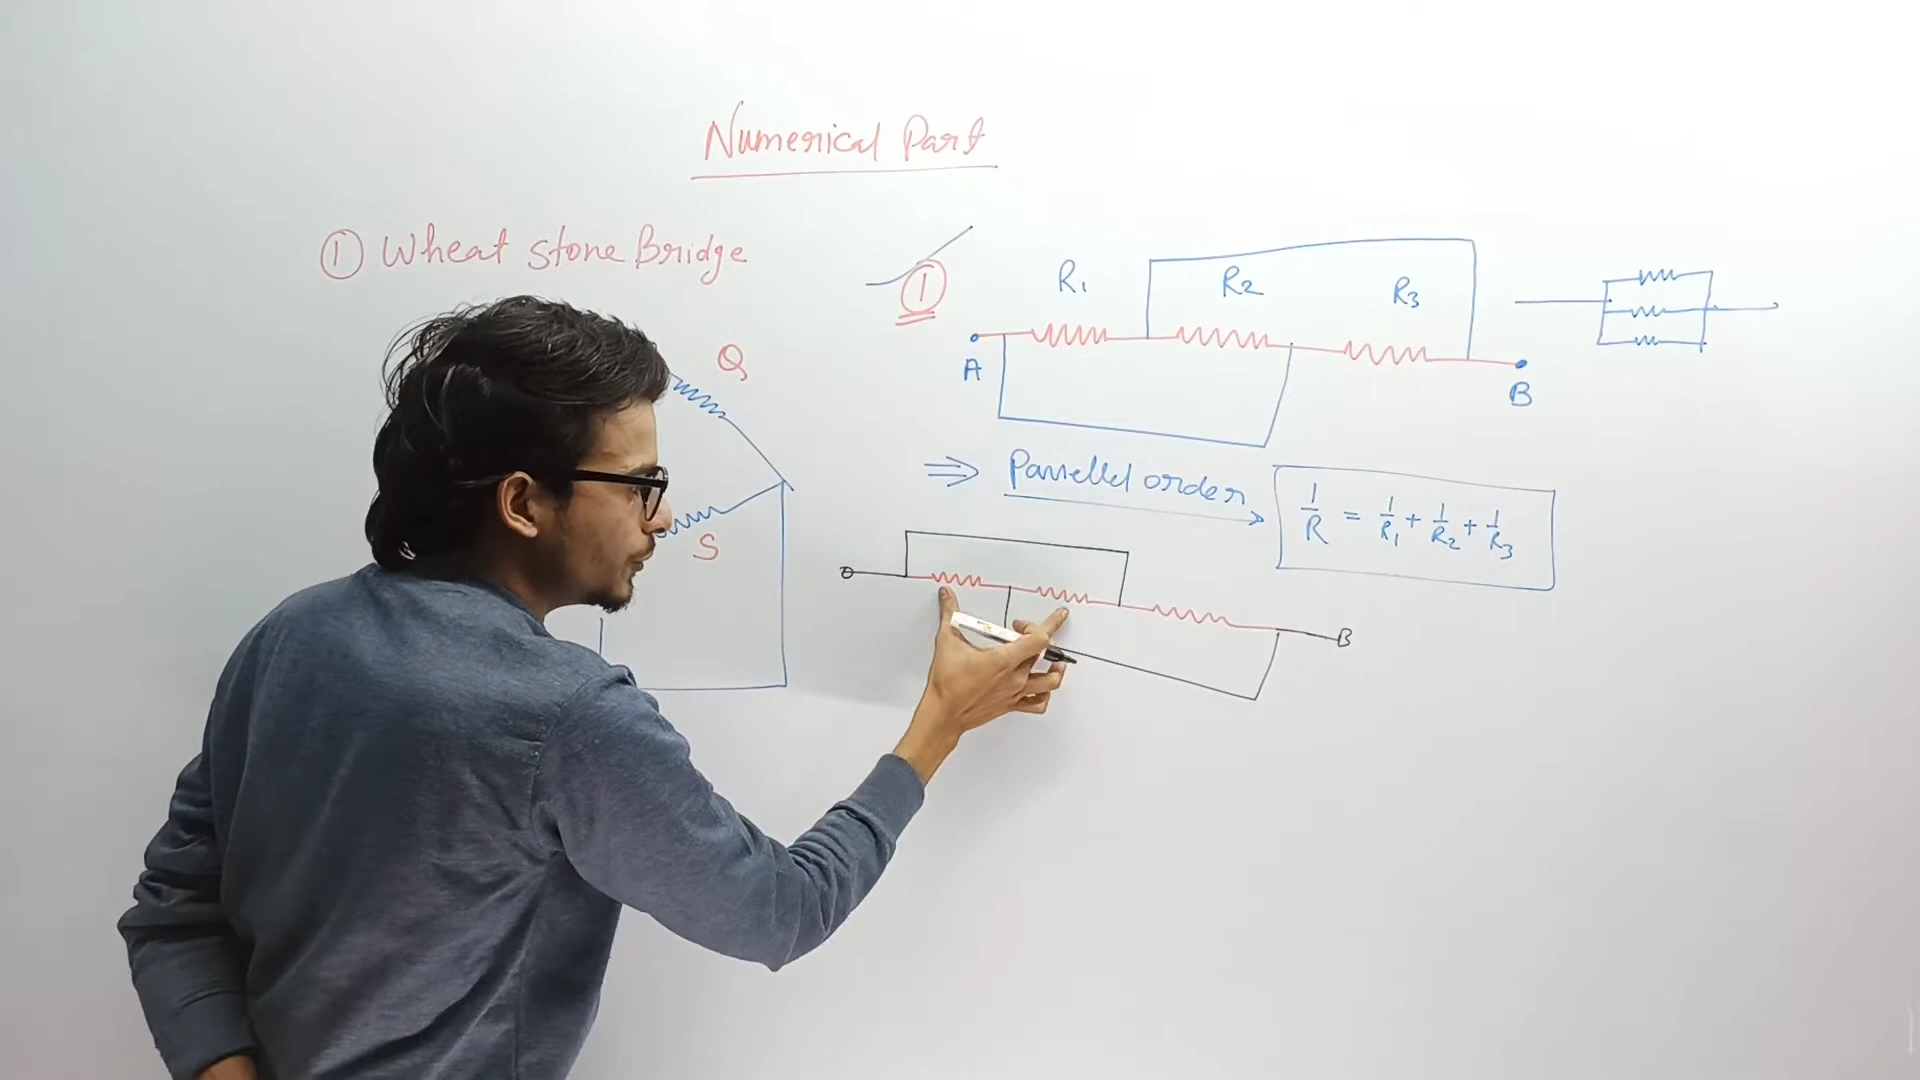 Numerical Part
① Wheat stone Bridge
①
R1 R2 R3
A
B
Q
S
⇒ Parrellel order
1/R = 1/R1 + 1/R2 + 1/R3
B